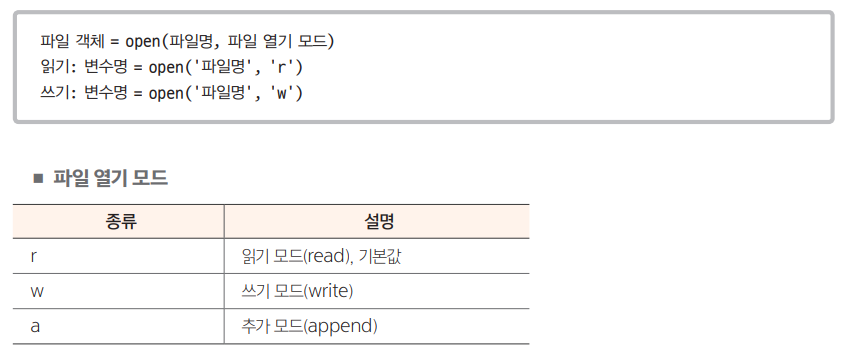 파일 객체 = open(파일명, 파일 열기 모드)
읽기: 변수명 = open('파일명', 'r')
쓰기: 변수명 = open('파일명', 'w')
■ 파일 열기 모드
종류 설명
r 읽기 모드(read), 기본값
w 쓰기 모드(write)
a 추가 모드(append)